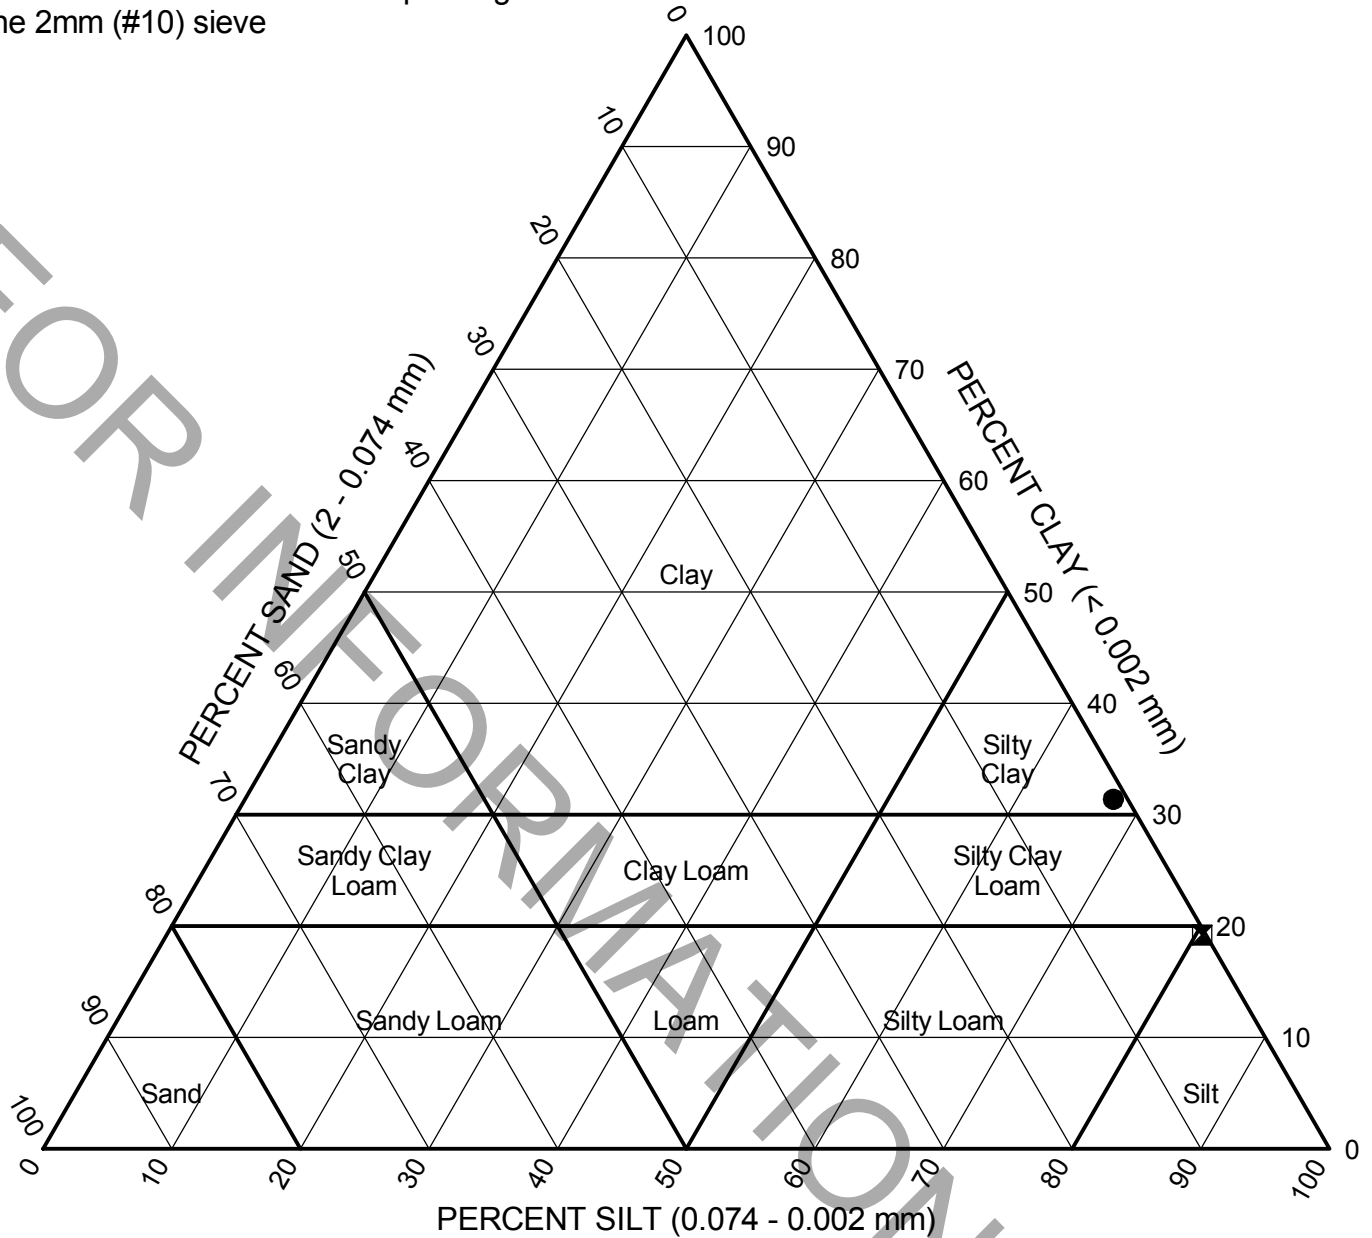 he 2mm (#10) sieve
0
100
10
90
20
80
30
70
40
60
50
50
60
40
70
30
80
20
90
10
100
0
PERCENT SAND (2 - 0.074 mm)
PERCENT CLAY (< 0.002 mm)
Clay
Sandy
Clay
Silty
Clay
Sandy Clay
Loam
Clay Loam
Silty Clay
Loam
Sandy Loam
Loam
Silty Loam
Sand
Silt
0
10
20
30
40
50
60
70
80
90
100
PERCENT SILT (0.074 - 0.002 mm)
FOR INFORMATION